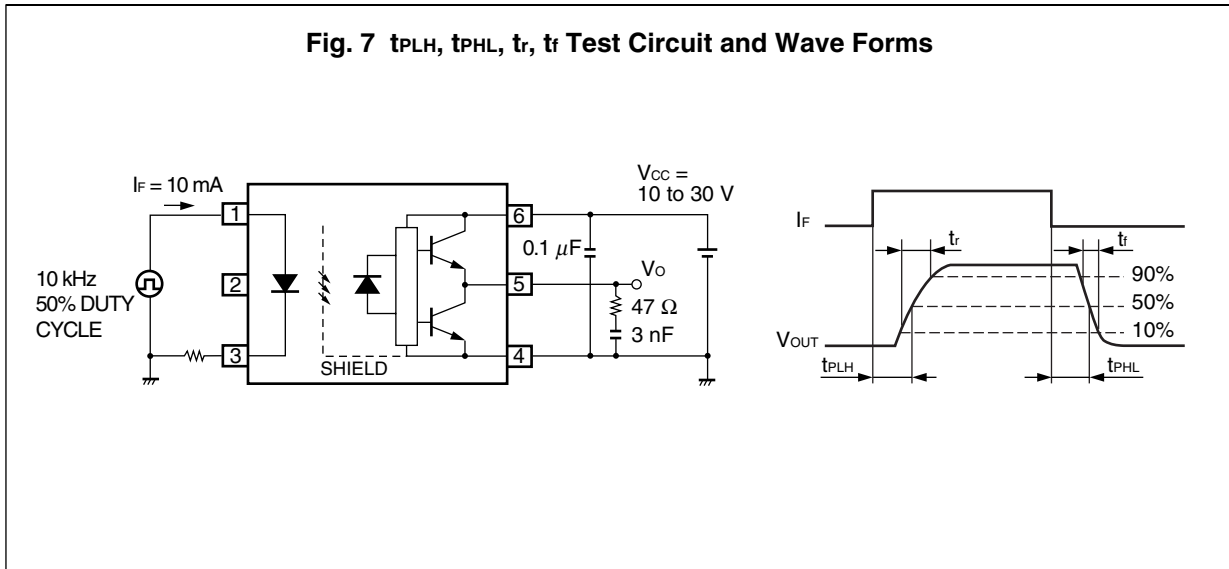 Fig. 7 tPLH, tPHL, tr, tf Test Circuit and Wave Forms
IF = 10 mA
1
2
3
10 kHz
50% DUTY
CYCLE
SHIELD
6
5
4
VCC =
10 to 30 V
0.1 μF
VO
47 Ω
3 nF
IF
tr
tf
90%
50%
10%
VOUT
tPLH
tPHL